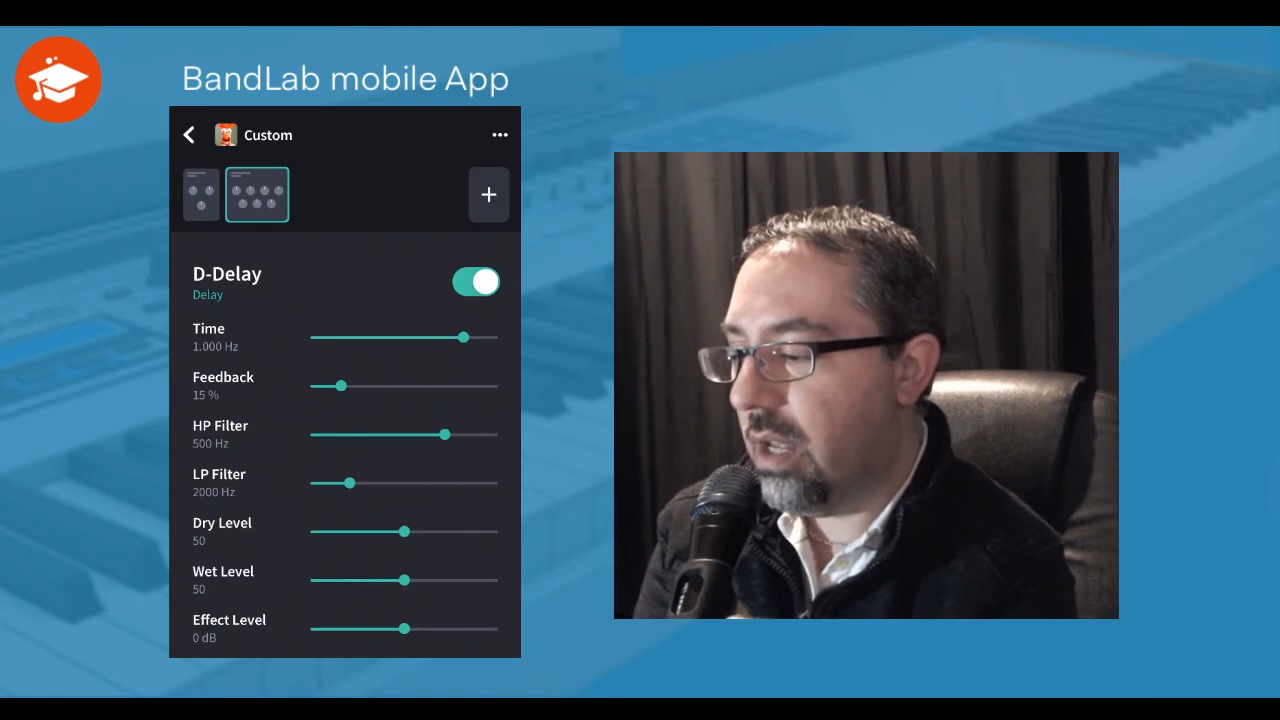 BandLab mobile App
Custom
D-Delay
Delay
Time
1.000 Hz
Feedback
15 %
HP Filter
500 Hz
LP Filter
2000 Hz
Dry Level
50
Wet Level
50
Effect Level
0 dB